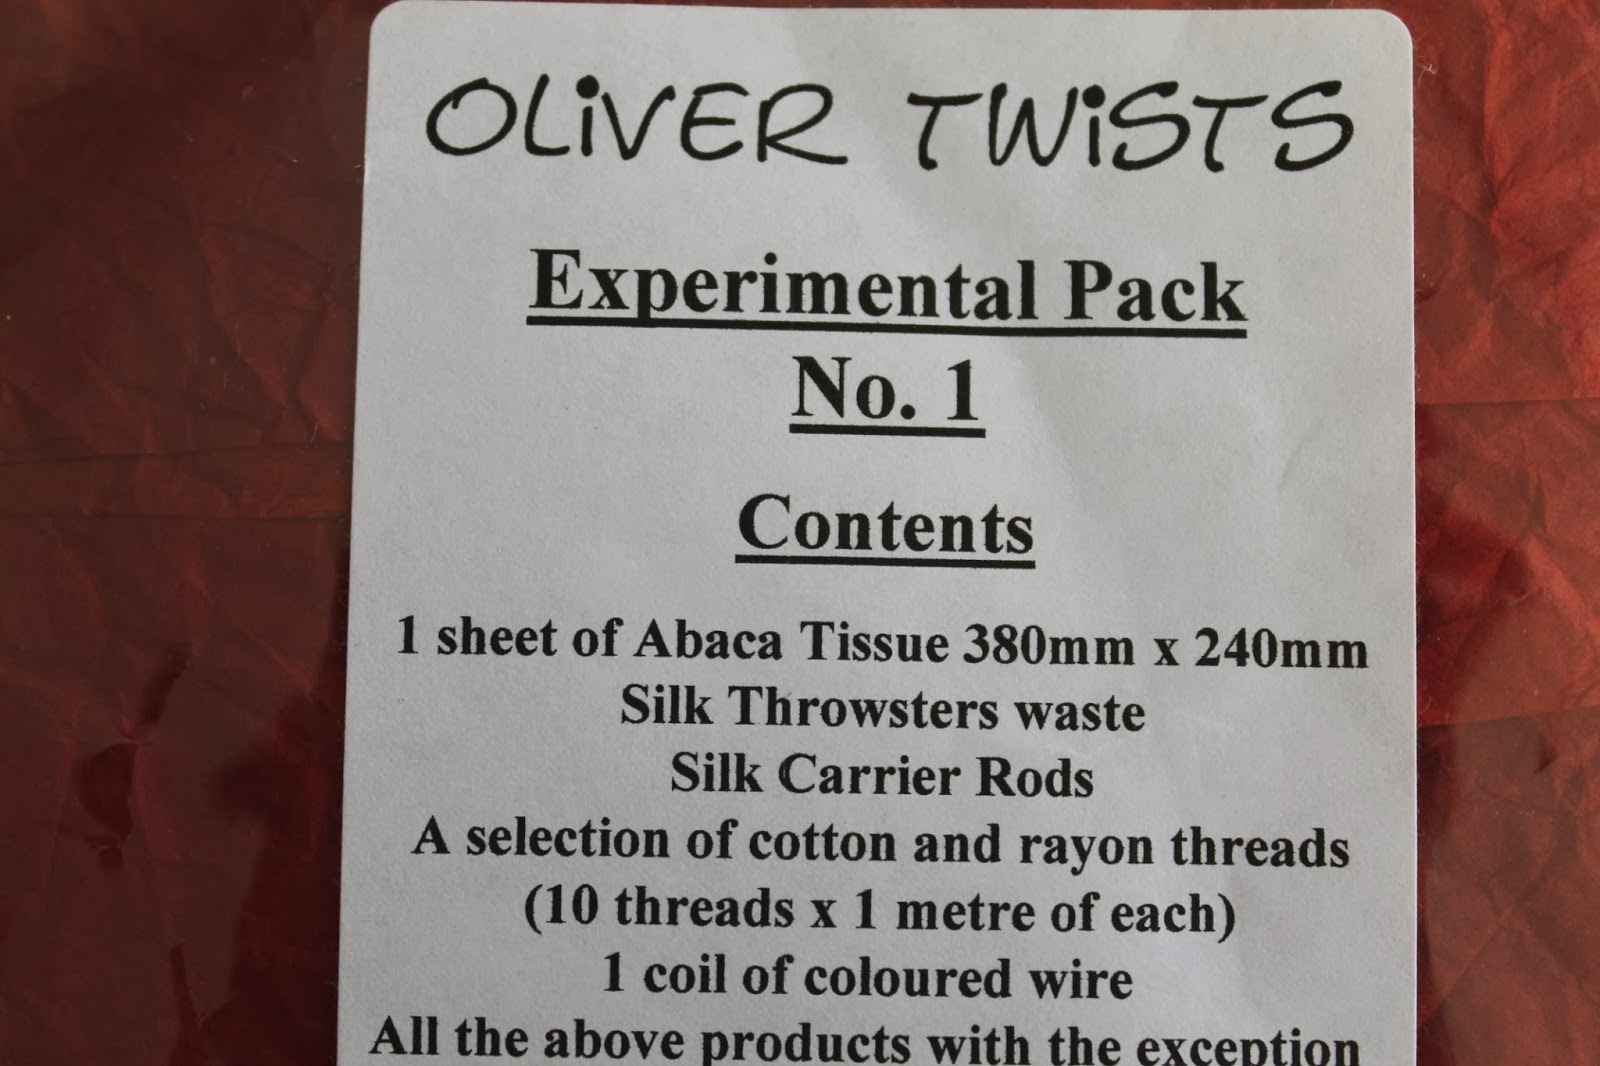 OLiVER TWiSTS
Experimental Pack
No. 1
Contents
1 sheet of Abaca Tissue 380mm x 240mm
Silk Throwsters waste
Silk Carrier Rods
A selection of cotton and rayon threads
(10 threads x 1 metre of each)
1 coil of coloured wire
All the above products with the exception